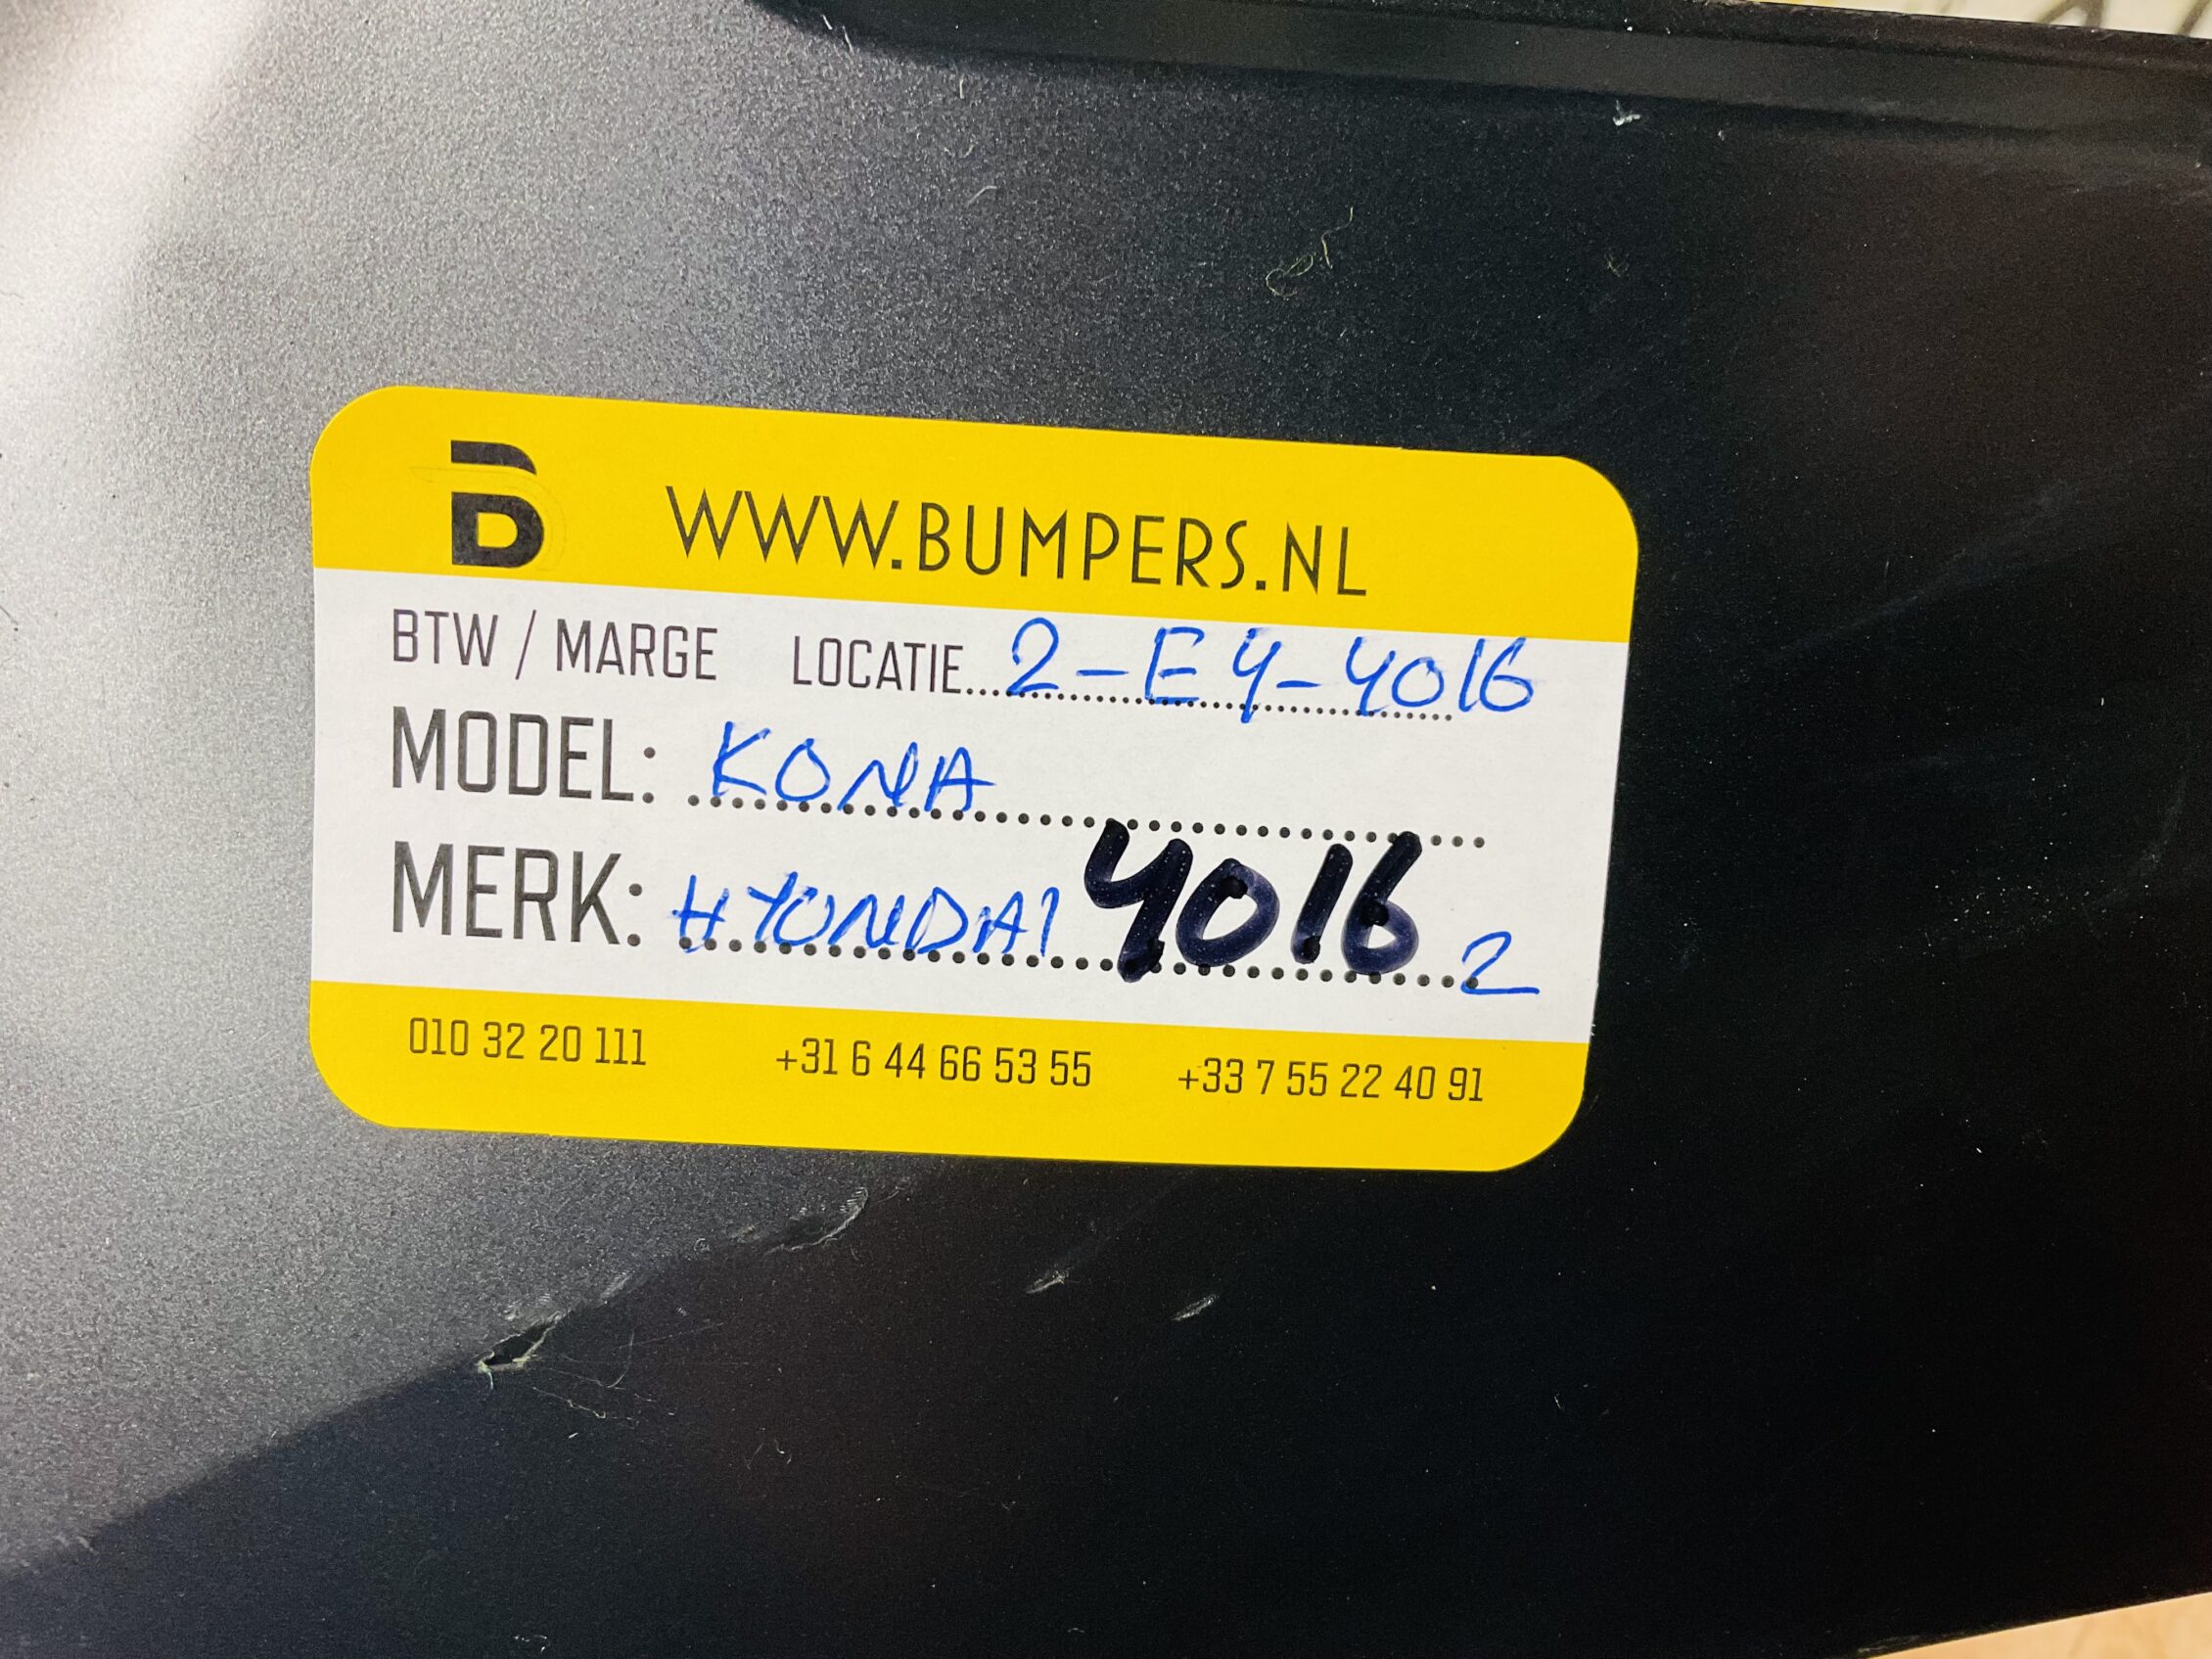 B WWW.BUMPERS.NL
BTW / MARGE LOCATIE 2-E4-4016
MODEL: KONA
MERK: HYUNDAI 4016 2
010 32 20 111 +31 6 44 66 53 55 +33 7 55 22 40 91